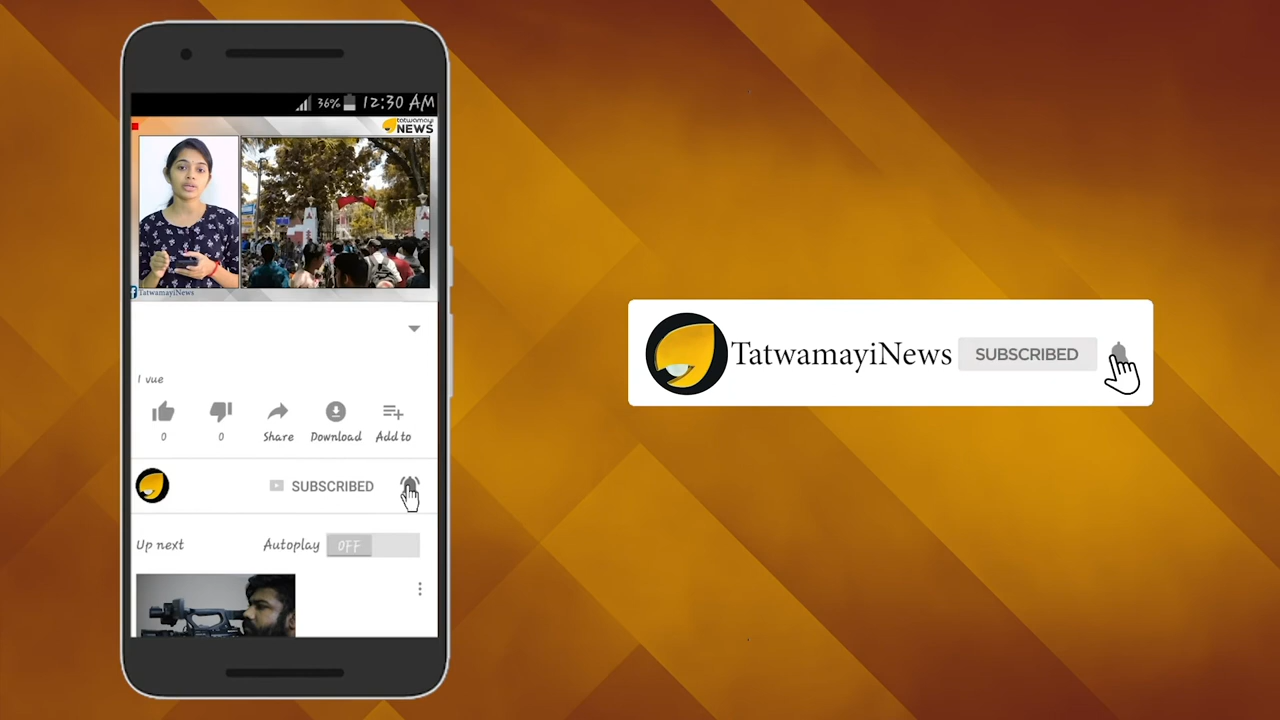 36% 12:30 AM
tatwamayi
NEWS
TatwamayiNews
1 vue
0 0 Share Download Add to
SUBSCRIBED
Up next Autoplay OFF
TatwamayiNews SUBSCRIBED